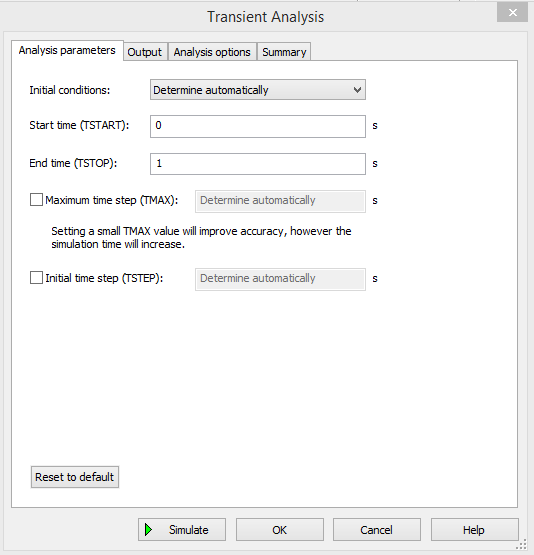 Transient Analysis
Analysis parameters Output Analysis options Summary
Initial conditions: Determine automatically
Start time (TSTART): 0 s
End time (TSTOP): 1 s
Maximum time step (TMAX): Determine automatically s
Setting a small TMAX value will improve accuracy, however the
simulation time will increase.
Initial time step (TSTEP): Determine automatically s
Reset to default
Simulate OK Cancel Help